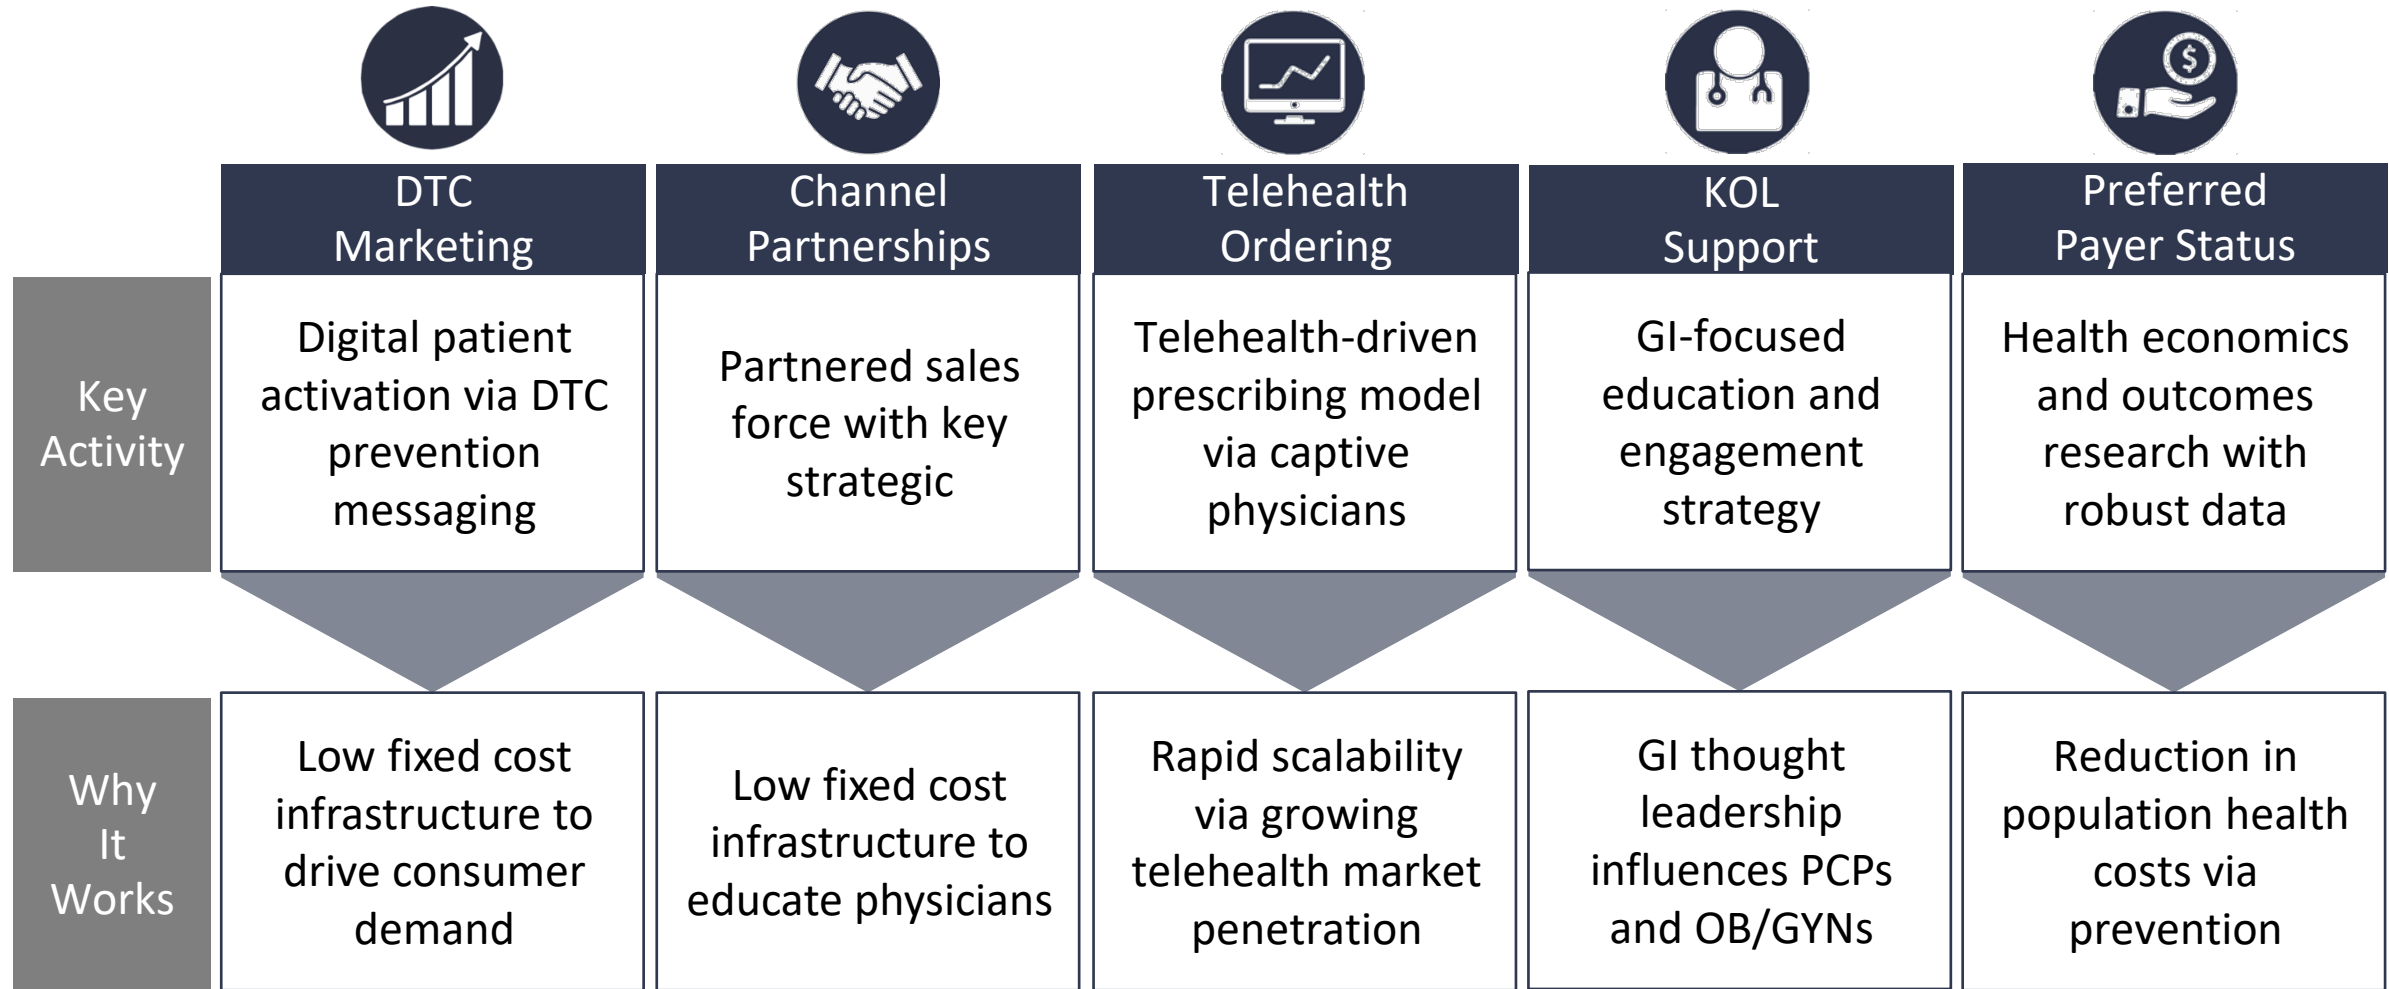 DTC
Marketing
Channel
Partnerships
Telehealth
Ordering
KOL
Support
Preferred
Payer Status
Key
Activity
Digital patient
activation via DTC
prevention
messaging
Partnered sales
force with key
strategic
Telehealth-driven
prescribing model
via captive
physicians
GI-focused
education and
engagement
strategy
Health economics
and outcomes
research with
robust data
Why
It
Works
Low fixed cost
infrastructure to
drive consumer
demand
Low fixed cost
infrastructure to
educate physicians
Rapid scalability
via growing
telehealth market
penetration
GI thought
leadership
influences PCPs
and OB/GYNs
Reduction in
population health
costs via
prevention